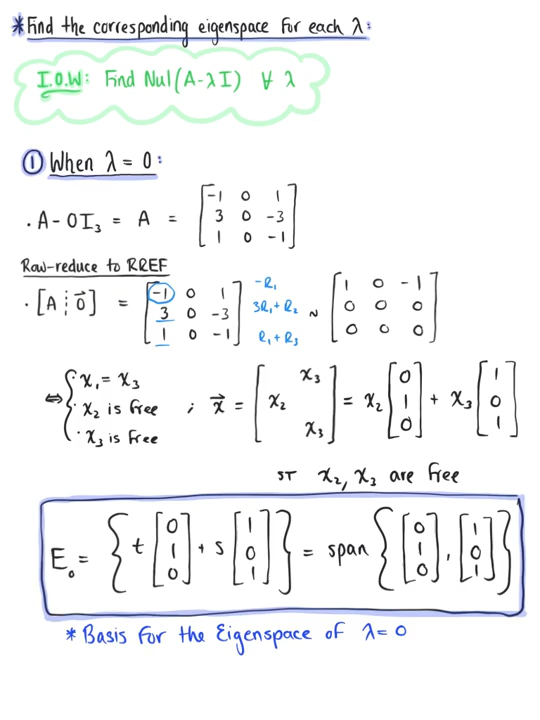 *Find the corresponding eigenspace for each λ:
I.O.W: Find Nul(A-λI) ∀ λ
① When λ = 0:
. A - 0I₃ = A = [-1 0 1; 3 0 -3; 1 0 -1]
Row-reduce to RREF
. [A ⋮ 0⃗] = [-1 0 1; 3 0 -3; 1 0 -1] -R₁ 3R₁+R₂ R₁+R₃ ~ [1 0 -1; 0 0 0; 0 0 0]
⇔ { · x₁ = x₃ · x₂ is free · x₃ is free ; x⃗ = [x₃; x₂; x₃] = x₂ [0; 1; 0] + x₃ [1; 0; 1]
ST x₂, x₃ are free
E₀ = { t [0; 1; 0] + s [1; 0; 1] } = span { [0; 1; 0], [1; 0; 1] }
* Basis for the Eigenspace of λ = 0